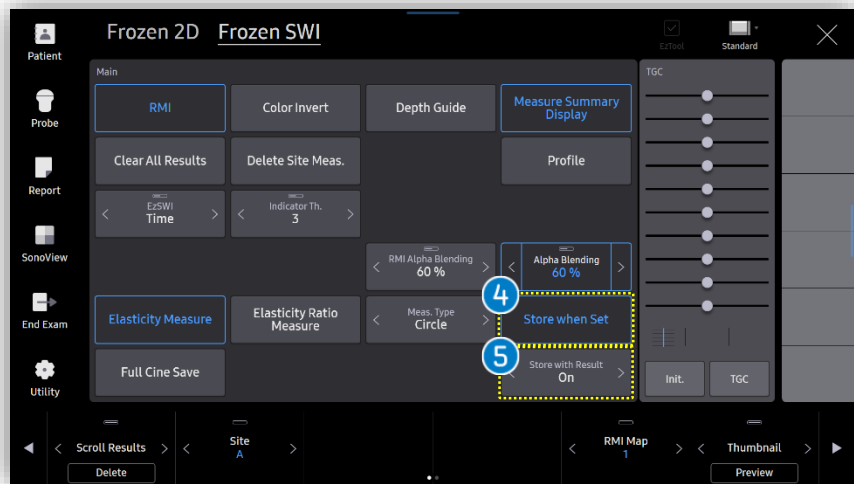 Patient
Probe
Report
SonoView
End Exam
Utility
Frozen 2D Frozen SWI
EzTool
Standard
Main
RMI
Color Invert
Depth Guide
Measure Summary
Display
Clear All Results
Delete Site Meas.
Profile
EzSWI
Time
Indicator Th.
3
RMI Alpha Blending
60 %
Alpha Blending
60 %
4
Elasticity Measure
Elasticity Ratio
Measure
Meas. Type
Circle
Store when Set
5
Full Cine Save
Store with Result
On
TGC
Init.
TGC
Scroll Results
Delete
Site
A
RMI Map
1
Thumbnail
Preview